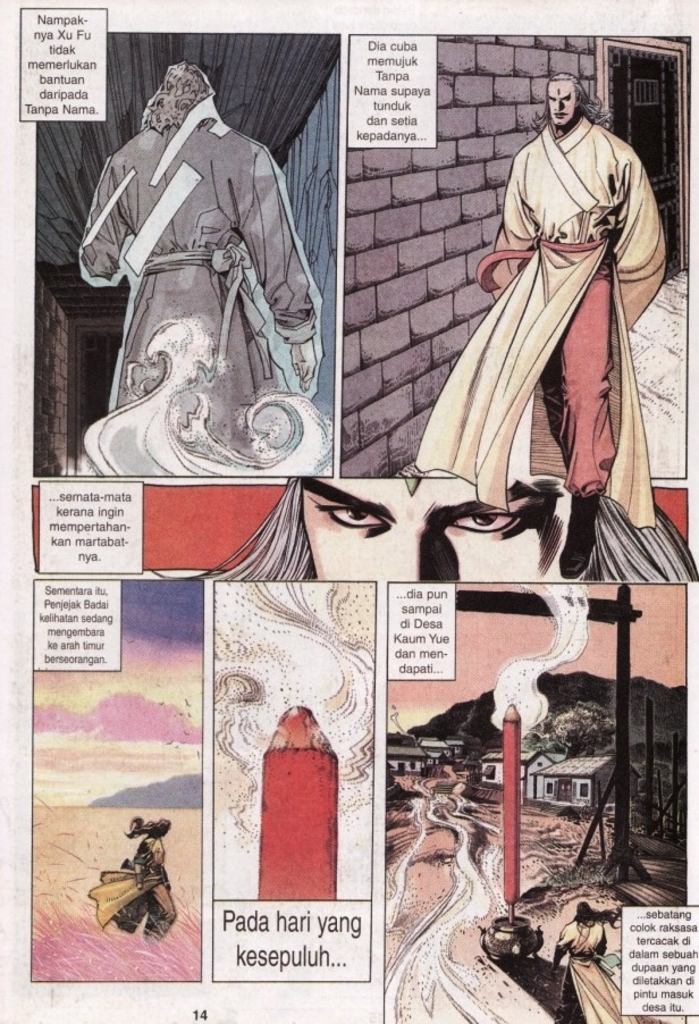 Nampak-
nya Xu Fu
tidak
memerlukan
bantuan
daripada
Tanpa Nama.
Dia cuba
memujuk
Tanpa
Nama supaya
tunduk
dan setia
kepadanya...
...semata-mata
kerana ingin
mempertahan-
kan martabat-
nya.
Sementara itu,
Penjejak Badai
kelihatan sedang
mengembara
ke arah timur
berseorangan.
Pada hari yang
kesepuluh...
...dia pun
sampai
di Desa
Kaum Yue
dan men-
dapati...
...sebatang
colok raksasa
tercacak di
dalam sebuah
dupaan yang
diletakkan di
pintu masuk
desa itu.
14